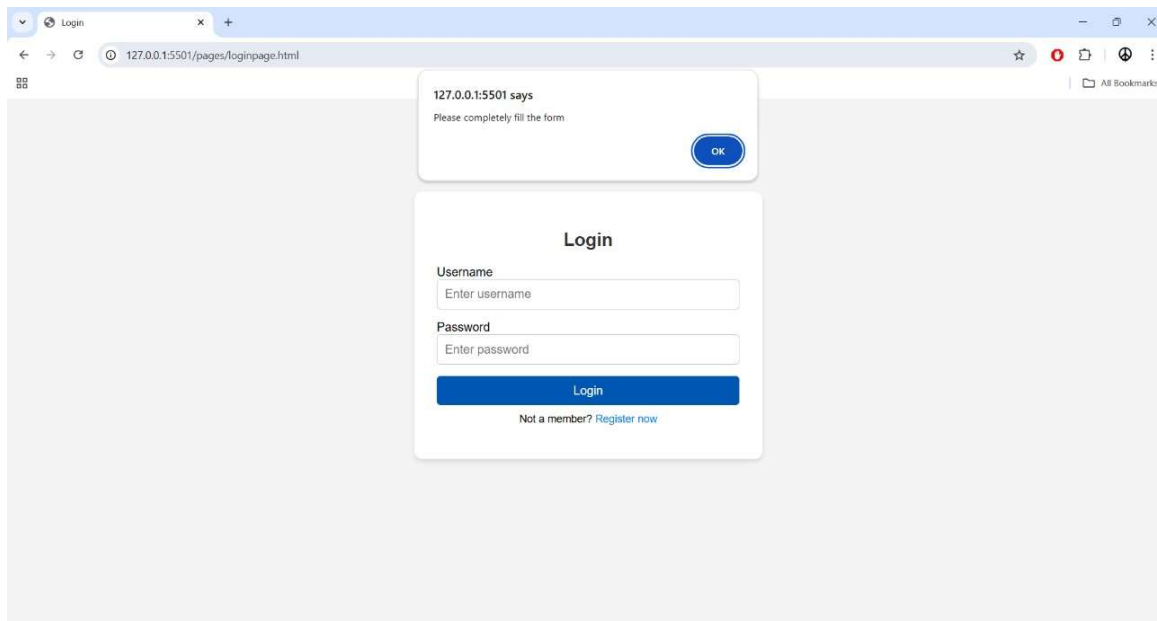 Login
127.0.0.1:5501/pages/loginpage.html
All Bookmarks
127.0.0.1:5501 says
Please completely fill the form
OK
Login
Username
Enter username
Password
Enter password
Login
Not a member? Register now